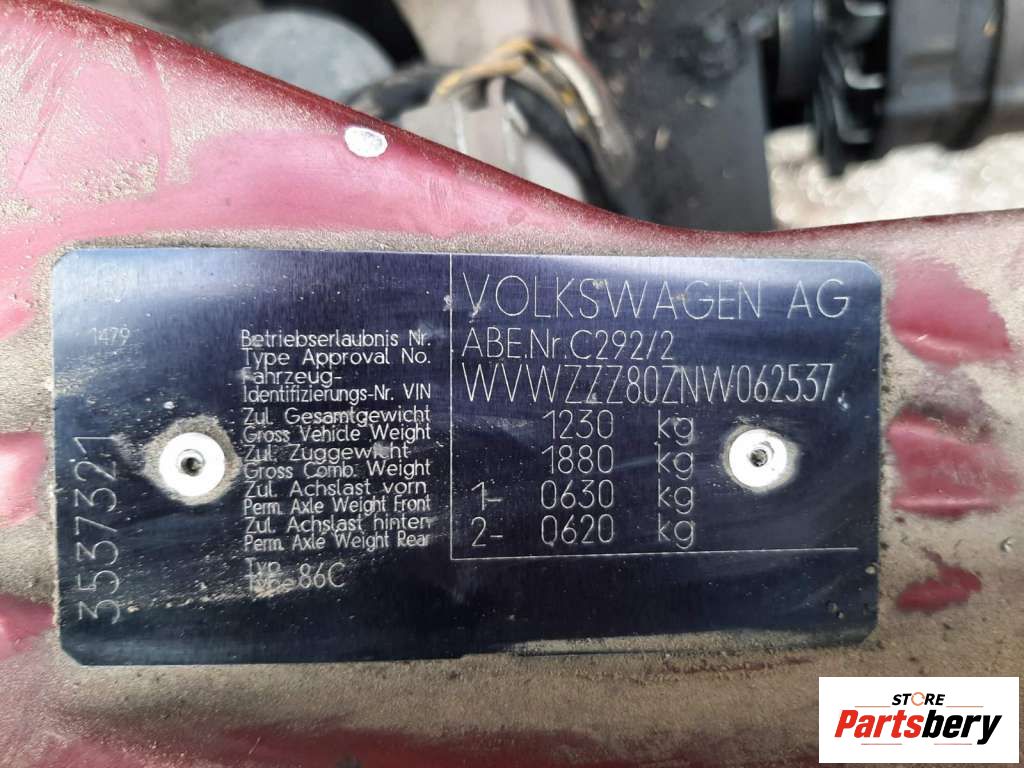 VOLKSWAGEN AG
1479
Betriebserlaubnis Nr.
Type Approval No.
ABE.Nr.C292/2
Fahrzeug-
Identifizierungs-Nr. VIN
WVWZZZ80ZNW062537
Zul. Gesamtgewicht
Gross Vehicle Weight
1230 kg
Zul. Zuggewicht
Gross Comb. Weight
1880 kg
Zul. Achslast vorn
Perm. Axle Weight Front
1- 0630 kg
Zul. Achslast hinten
Perm. Axle Weight Rear
2- 0620 kg
Typ
Type 86C
3537321
STORE
Partsbery